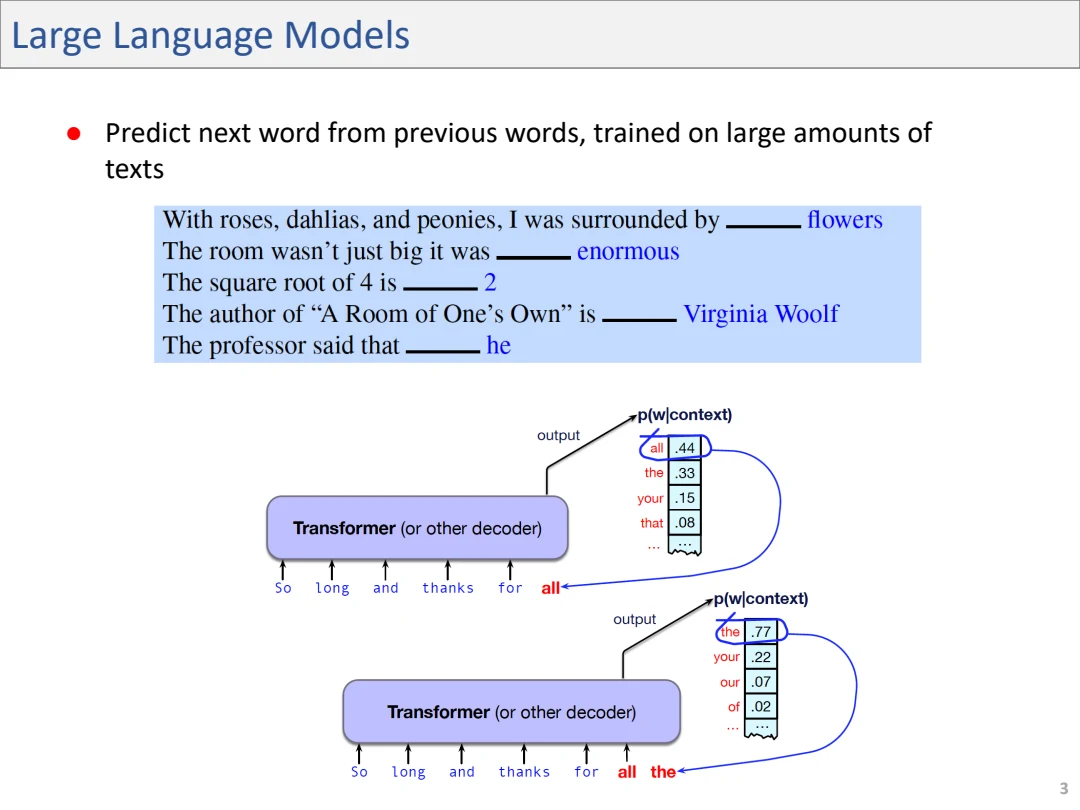 Large Language Models
● Predict next word from previous words, trained on large amounts of
texts
With roses, dahlias, and peonies, I was surrounded by ______ flowers
The room wasn’t just big it was ______ enormous
The square root of 4 is ______ 2
The author of “A Room of One’s Own” is ______ Virginia Woolf
The professor said that ______ he
p(w|context)
output
all .44
the .33
your .15
that .08
... ...
Transformer (or other decoder)
So long and thanks for all
p(w|context)
output
the .77
your .22
our .07
of .02
... ...
Transformer (or other decoder)
So long and thanks for all the
3